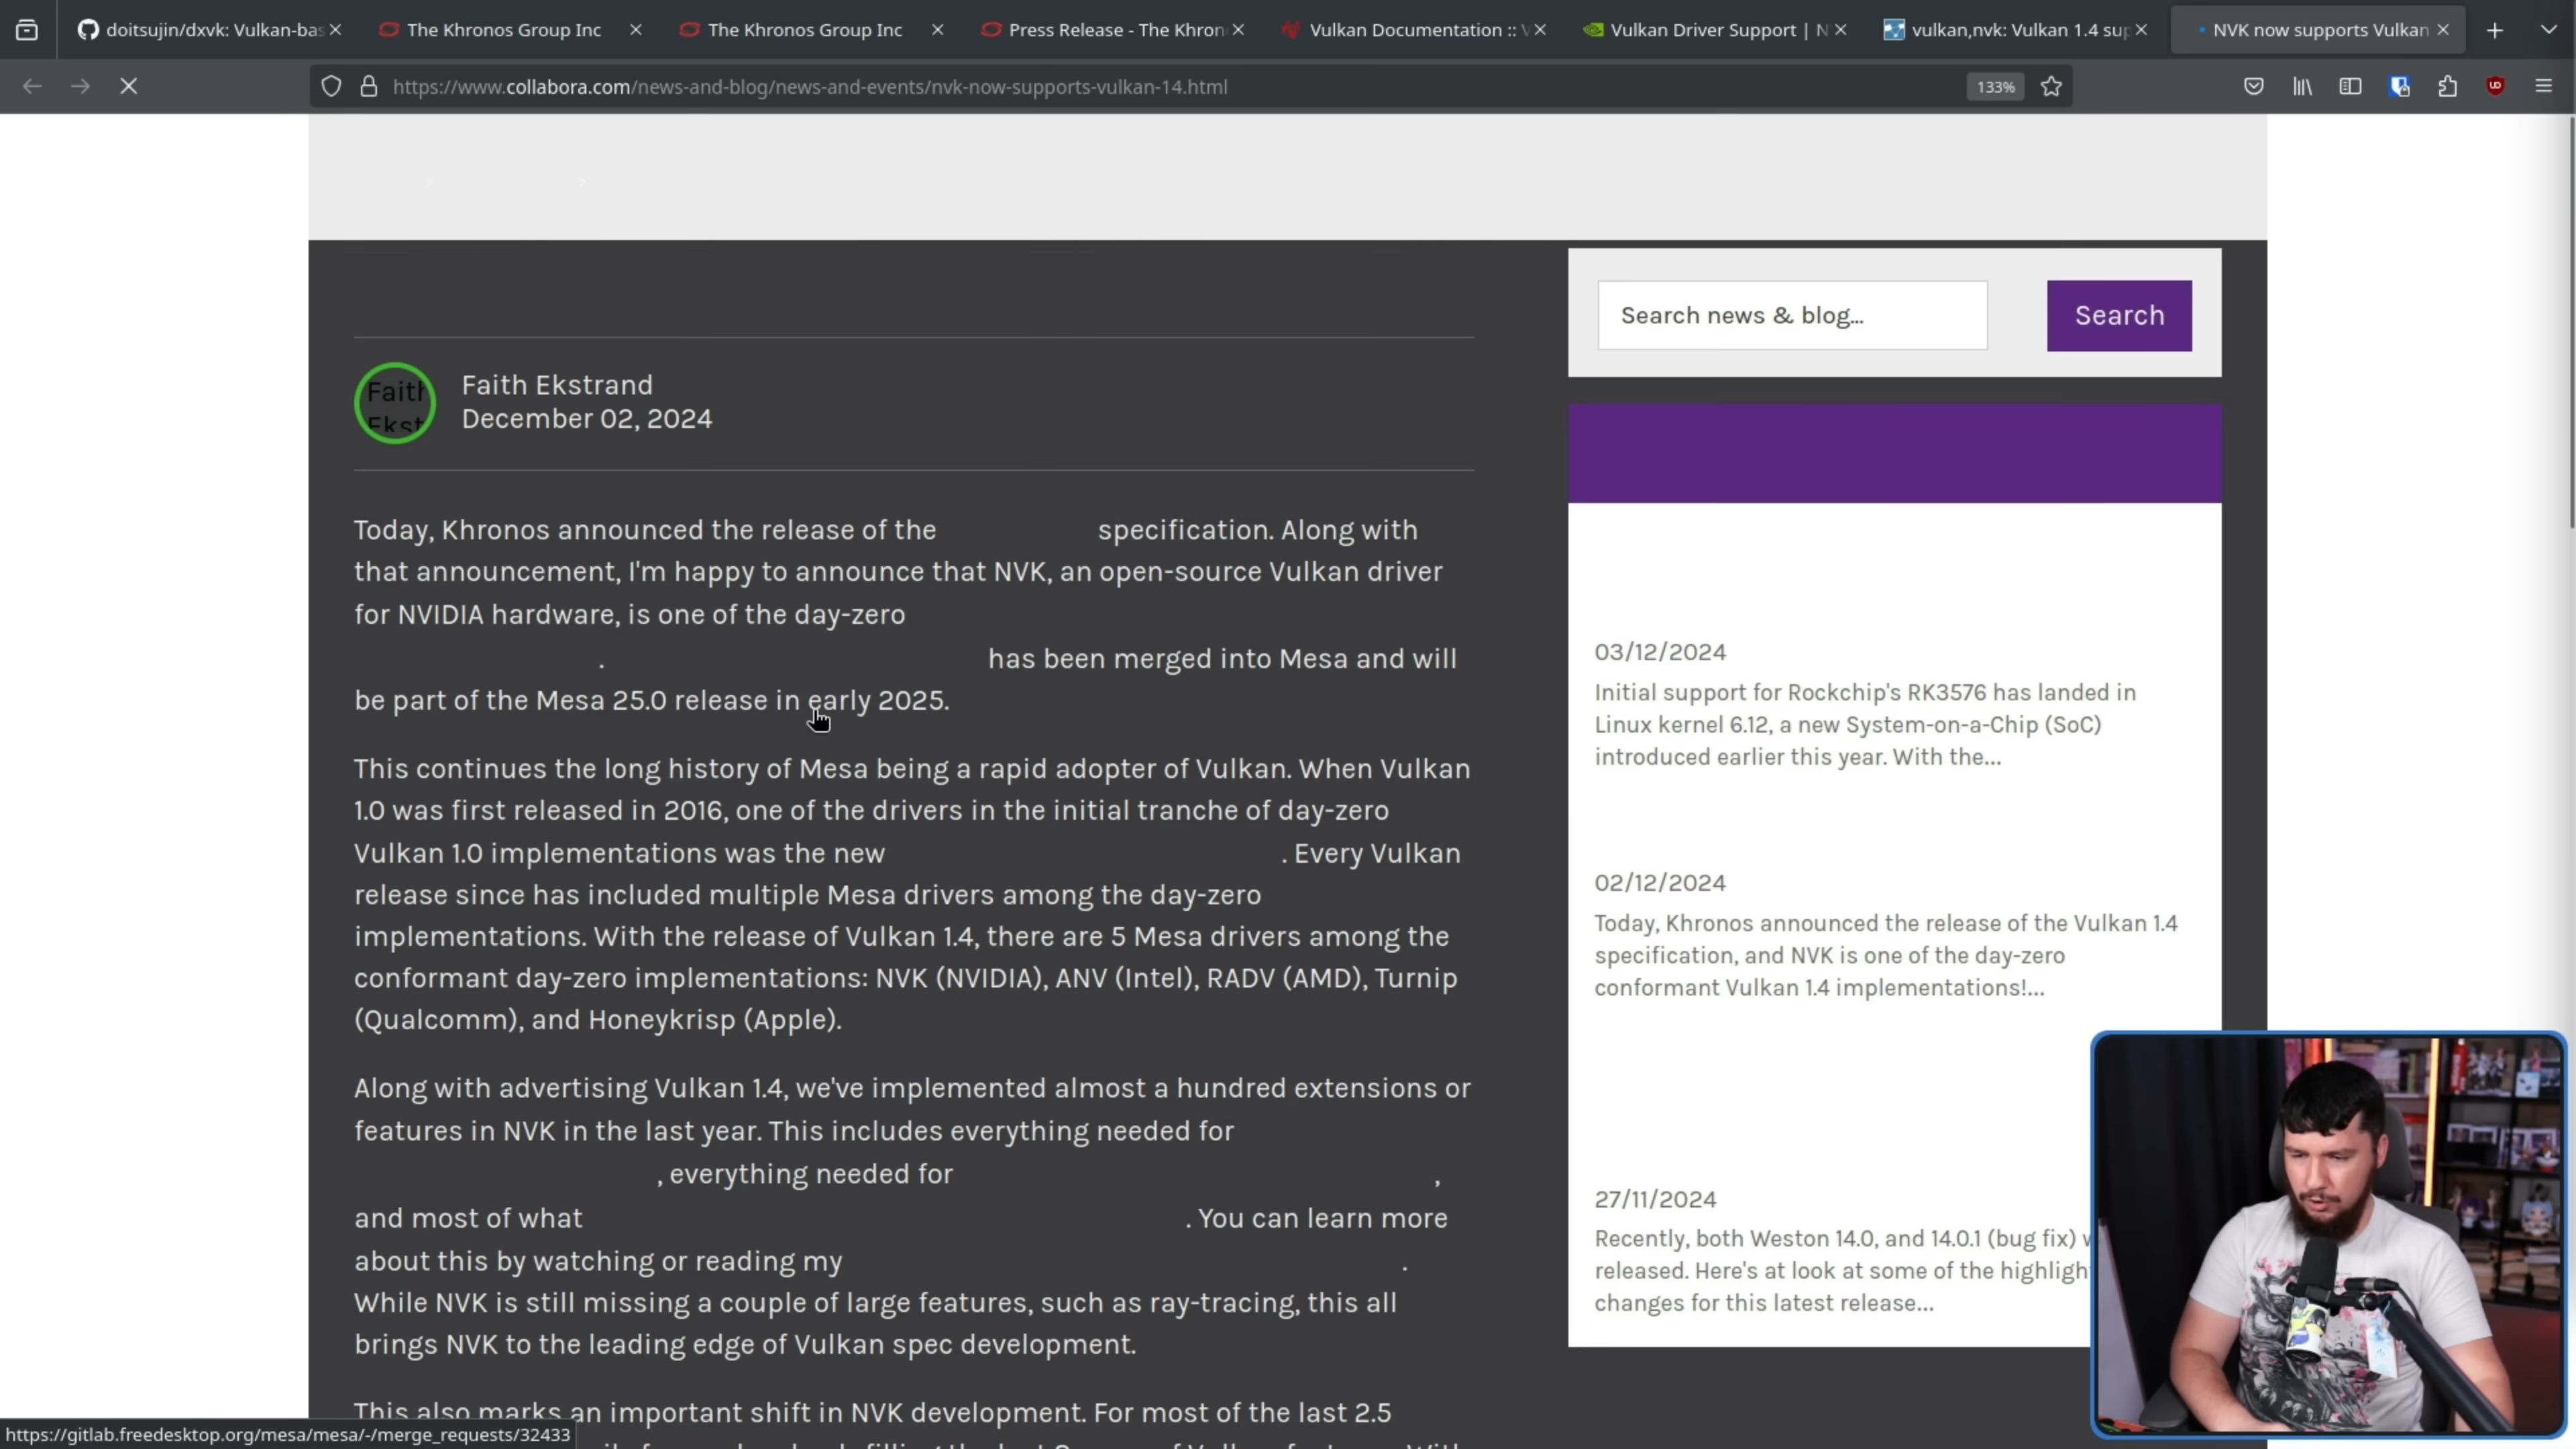 doitsujin/dxvk: Vulkan-bas
The Khronos Group Inc
The Khronos Group Inc
Press Release - The Khron
Vulkan Documentation :: V
Vulkan Driver Support | N
vulkan,nvk: Vulkan 1.4 sup
NVK now supports Vulkan
https://www.collabora.com/news-and-blog/news-and-events/nvk-now-supports-vulkan-14.html
133%
Faith Ekstrand
December 02, 2024
Today, Khronos announced the release of the specification. Along with
that announcement, I'm happy to announce that NVK, an open-source Vulkan driver
for NVIDIA hardware, is one of the day-zero
. has been merged into Mesa and will
be part of the Mesa 25.0 release in early 2025.
This continues the long history of Mesa being a rapid adopter of Vulkan. When Vulkan
1.0 was first released in 2016, one of the drivers in the initial tranche of day-zero
Vulkan 1.0 implementations was the new . Every Vulkan
release since has included multiple Mesa drivers among the day-zero
implementations. With the release of Vulkan 1.4, there are 5 Mesa drivers among the
conformant day-zero implementations: NVK (NVIDIA), ANV (Intel), RADV (AMD), Turnip
(Qualcomm), and Honeykrisp (Apple).
Along with advertising Vulkan 1.4, we've implemented almost a hundred extensions or
features in NVK in the last year. This includes everything needed for
, everything needed for ,
and most of what . You can learn more
about this by watching or reading my .
While NVK is still missing a couple of large features, such as ray-tracing, this all
brings NVK to the leading edge of Vulkan spec development.
This also marks an important shift in NVK development. For most of the last 2.5
Search news & blog...
Search
03/12/2024
Initial support for Rockchip's RK3576 has landed in
Linux kernel 6.12, a new System-on-a-Chip (SoC)
introduced earlier this year. With the...
02/12/2024
Today, Khronos announced the release of the Vulkan 1.4
specification, and NVK is one of the day-zero
conformant Vulkan 1.4 implementations!...
27/11/2024
Recently, both Weston 14.0, and 14.0.1 (bug fix)
released. Here's at look at some of the highligh
changes for this latest release...
https://gitlab.freedesktop.org/mesa/mesa/-/merge_requests/32433